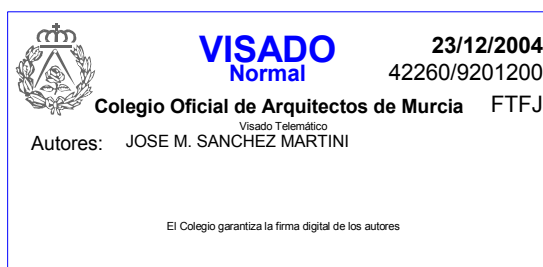 VISADO
Normal
23/12/2004
42260/9201200
Colegio Oficial de Arquitectos de Murcia FTFJ
Visado Telemático
Autores: JOSE M. SANCHEZ MARTINI
El Colegio garantiza la firma digital de los autores